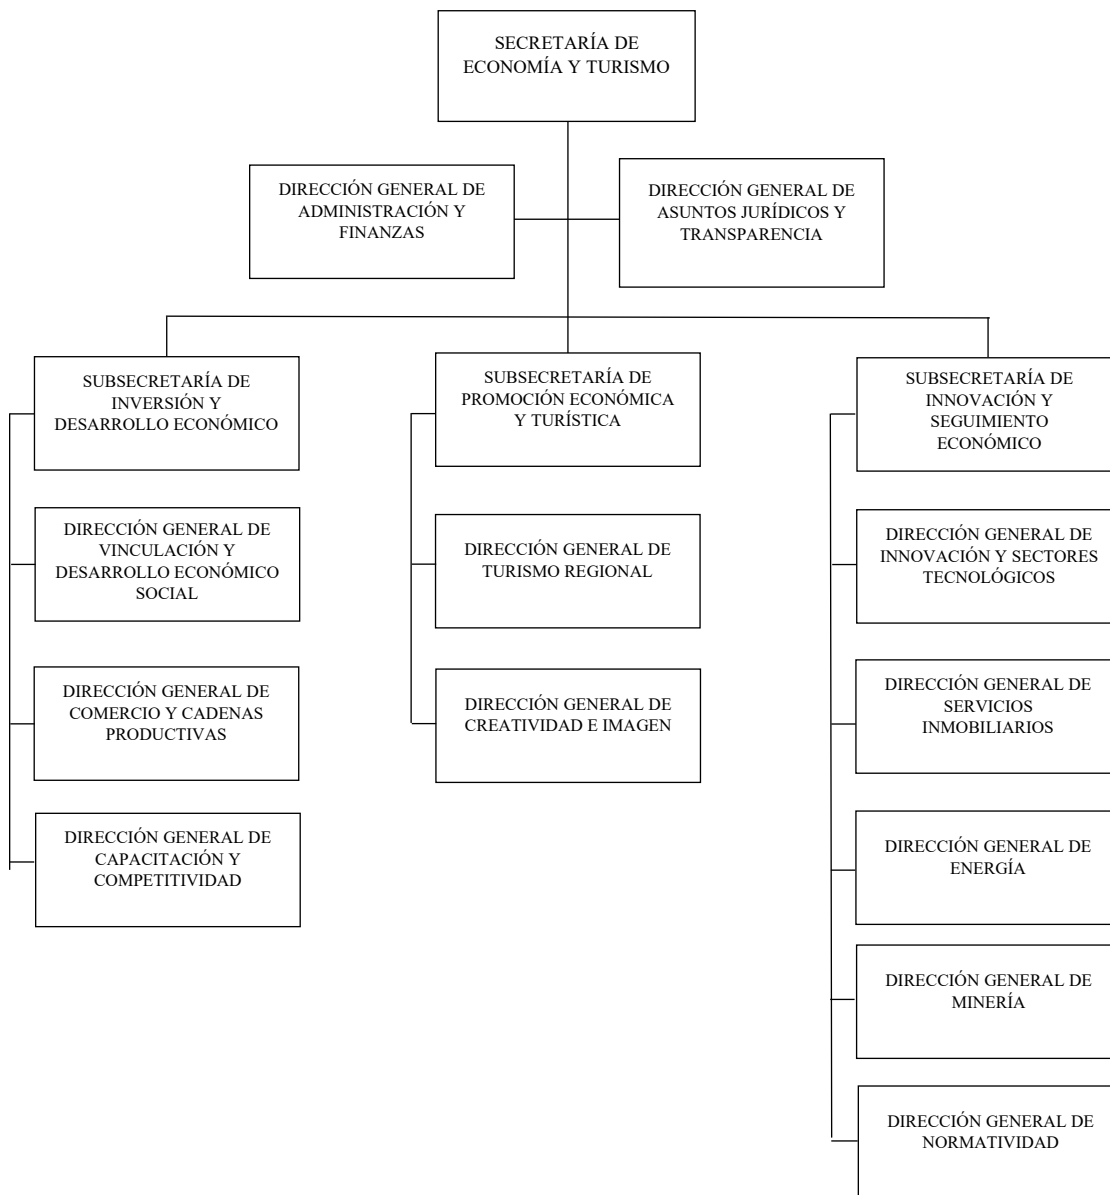 SECRETARÍA DE
ECONOMÍA Y TURISMO
DIRECCIÓN GENERAL DE
ADMINISTRACIÓN Y
FINANZAS
DIRECCIÓN GENERAL DE
ASUNTOS JURÍDICOS Y
TRANSPARENCIA
SUBSECRETARÍA DE
INVERSIÓN Y
DESARROLLO ECONÓMICO
DIRECCIÓN GENERAL DE
VINCULACIÓN Y
DESARROLLO ECONÓMICO
SOCIAL
DIRECCIÓN GENERAL DE
COMERCIO Y CADENAS
PRODUCTIVAS
DIRECCIÓN GENERAL DE
CAPACITACIÓN Y
COMPETITIVIDAD
SUBSECRETARÍA DE
PROMOCIÓN ECONÓMICA
Y TURÍSTICA
DIRECCIÓN GENERAL DE
TURISMO REGIONAL
DIRECCIÓN GENERAL DE
CREATIVIDAD E IMAGEN
SUBSECRETARÍA DE
INNOVACIÓN Y
SEGUIMIENTO
ECONÓMICO
DIRECCIÓN GENERAL DE
INNOVACIÓN Y SECTORES
TECNOLÓGICOS
DIRECCIÓN GENERAL DE
SERVICIOS
INMOBILIARIOS
DIRECCIÓN GENERAL DE
ENERGÍA
DIRECCIÓN GENERAL DE
MINERÍA
DIRECCIÓN GENERAL DE
NORMATIVIDAD